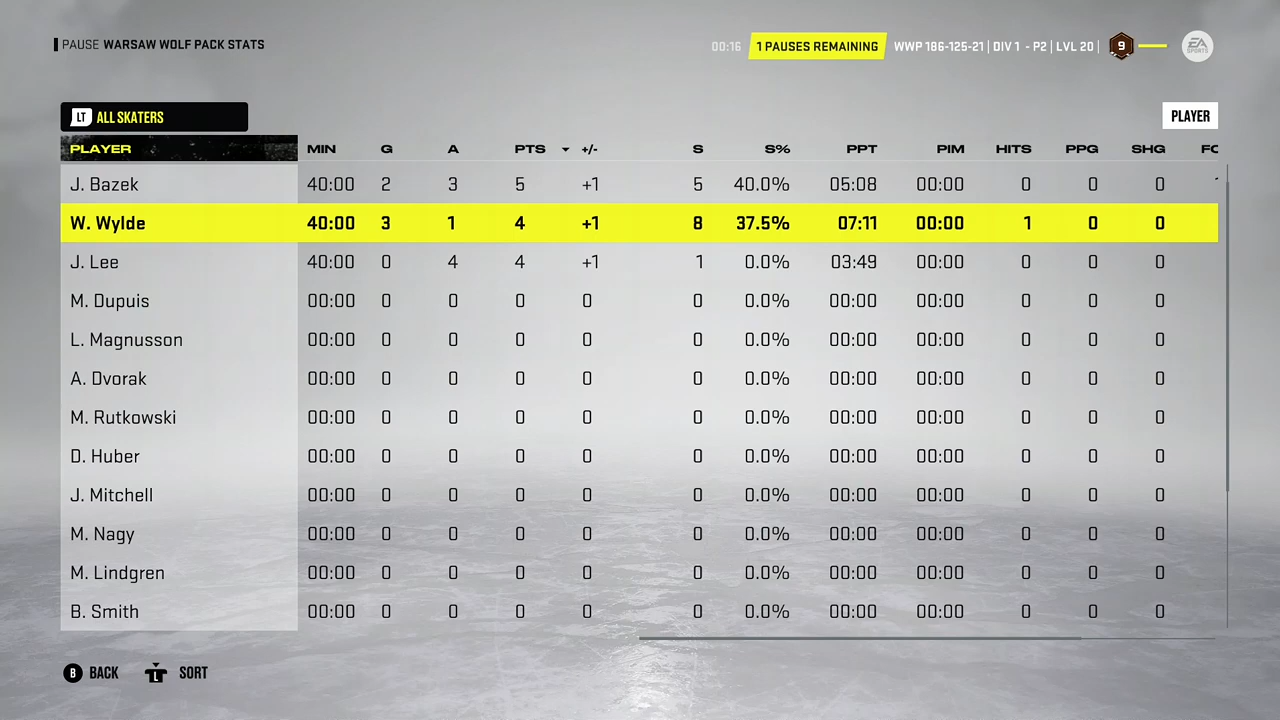 PAUSE WARSAW WOLF PACK STATS
00:16 1 PAUSES REMAINING WWP 186-125-21 | DIV 1 - P2 | LVL 20 | 9 EA SPORTS
LT ALL SKATERS PLAYER
PLAYER MIN G A PTS +/- S S% PPT PIM HITS PPG SHG
J. Bazek 40:00 2 3 5 +1 5 40.0% 05:08 00:00 0 0 0
W. Wylde 40:00 3 1 4 +1 8 37.5% 07:11 00:00 1 0 0
J. Lee 40:00 0 4 4 +1 1 0.0% 03:49 00:00 0 0 0
M. Dupuis 00:00 0 0 0 0 0 0.0% 00:00 00:00 0 0 0
L. Magnusson 00:00 0 0 0 0 0 0.0% 00:00 00:00 0 0 0
A. Dvorak 00:00 0 0 0 0 0 0.0% 00:00 00:00 0 0 0
M. Rutkowski 00:00 0 0 0 0 0 0.0% 00:00 00:00 0 0 0
D. Huber 00:00 0 0 0 0 0 0.0% 00:00 00:00 0 0 0
J. Mitchell 00:00 0 0 0 0 0 0.0% 00:00 00:00 0 0 0
M. Nagy 00:00 0 0 0 0 0 0.0% 00:00 00:00 0 0 0
M. Lindgren 00:00 0 0 0 0 0 0.0% 00:00 00:00 0 0 0
B. Smith 00:00 0 0 0 0 0 0.0% 00:00 00:00 0 0 0
B BACK L SORT